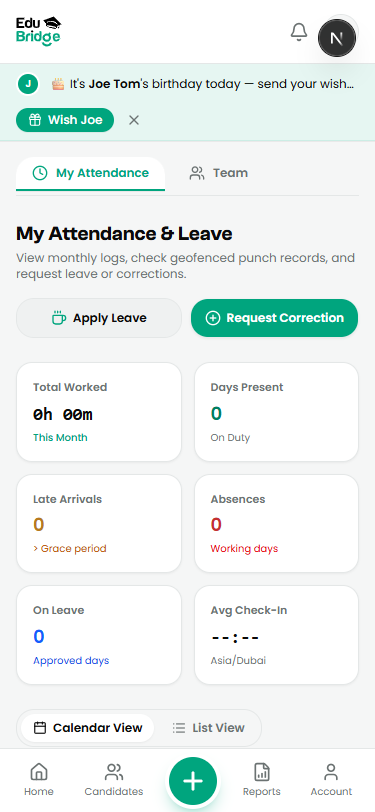 Edu
Bridge
N
J
It's Joe Tom's birthday today — send your wish...
Wish Joe
My Attendance
Team
My Attendance & Leave
View monthly logs, check geofenced punch records, and
request leave or corrections.
Apply Leave
Request Correction
Total Worked
0h 00m
This Month
Days Present
0
On Duty
Late Arrivals
0
> Grace period
Absences
0
Working days
On Leave
0
Approved days
Avg Check-In
--:--
Asia/Dubai
Calendar View
List View
Home
Candidates
Reports
Account